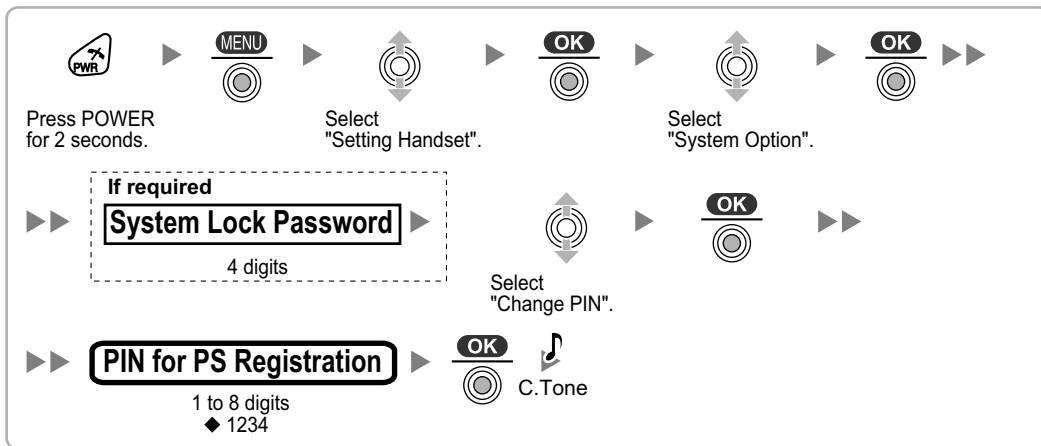 PWR
MENU
OK
OK
Press POWER
for 2 seconds.
Select
"Setting Handset".
Select
"System Option".
If required
System Lock Password
4 digits
OK
Select
"Change PIN".
PIN for PS Registration
1 to 8 digits
◆ 1234
OK
C.Tone